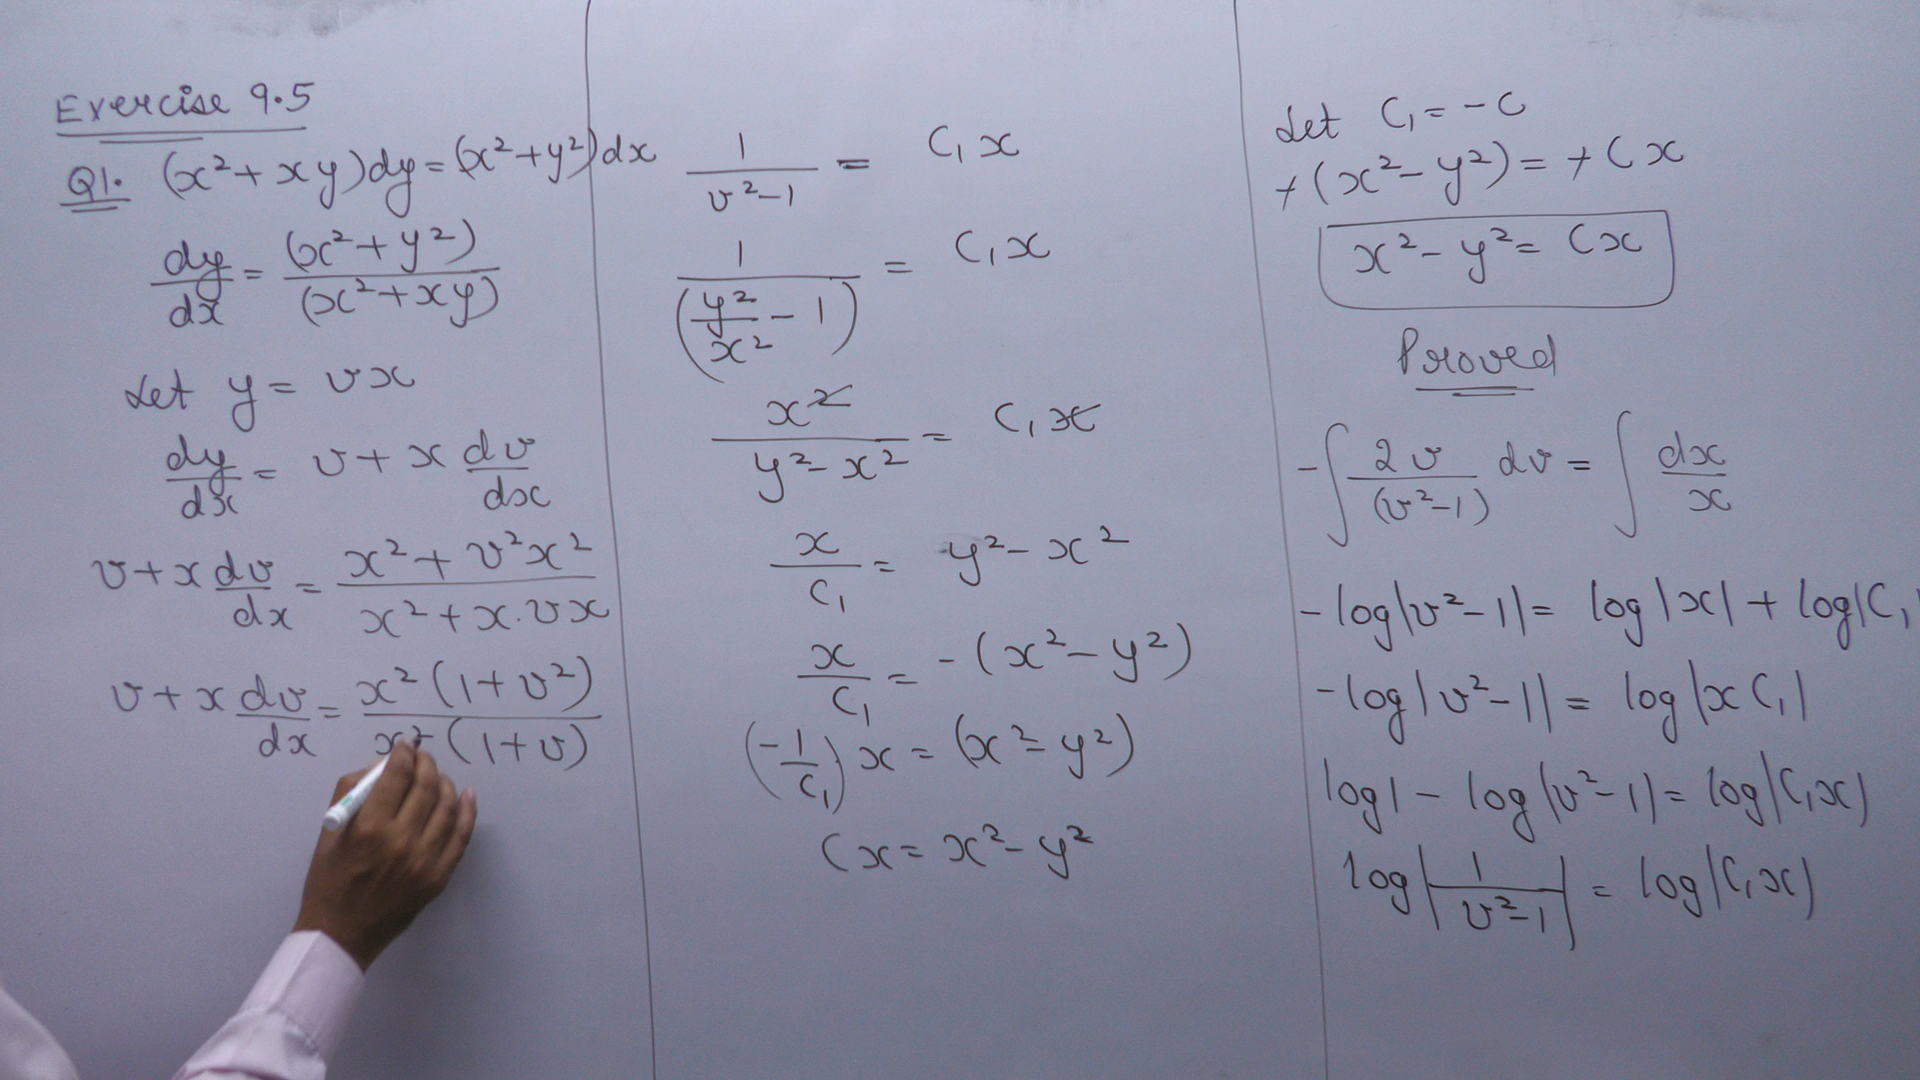 Exercise 9.5
Q1. (x²+xy)dy=(x²+y²)dx
dy/dx = (x²+y²)/(x²+xy)
Let y = vx
dy/dx = v + x dv/dx
v + x dv/dx = (x² + v²x²)/(x² + x.vx)
v + x dv/dx = x²(1+v²)/x²(1+v)
1/(v²-1) = C₁x
1/(y²/x² - 1) = C₁x
x²/(y²-x²) = C₁x
x/C₁ = y²-x²
x/C₁ = -(x²-y²)
(-1/C₁)x = (x²-y²)
Cx = x²-y²
Let C₁ = -C
+(x²-y²) = +Cx
x²-y² = Cx
Proved
-∫ 2v/(v²-1) dv = ∫ dx/x
-log|v²-1| = log|x| + log|C₁
-log|v²-1| = log|xC₁|
log1 - log|v²-1| = log|C₁x|
log|1/(v²-1)| = log|C₁x|